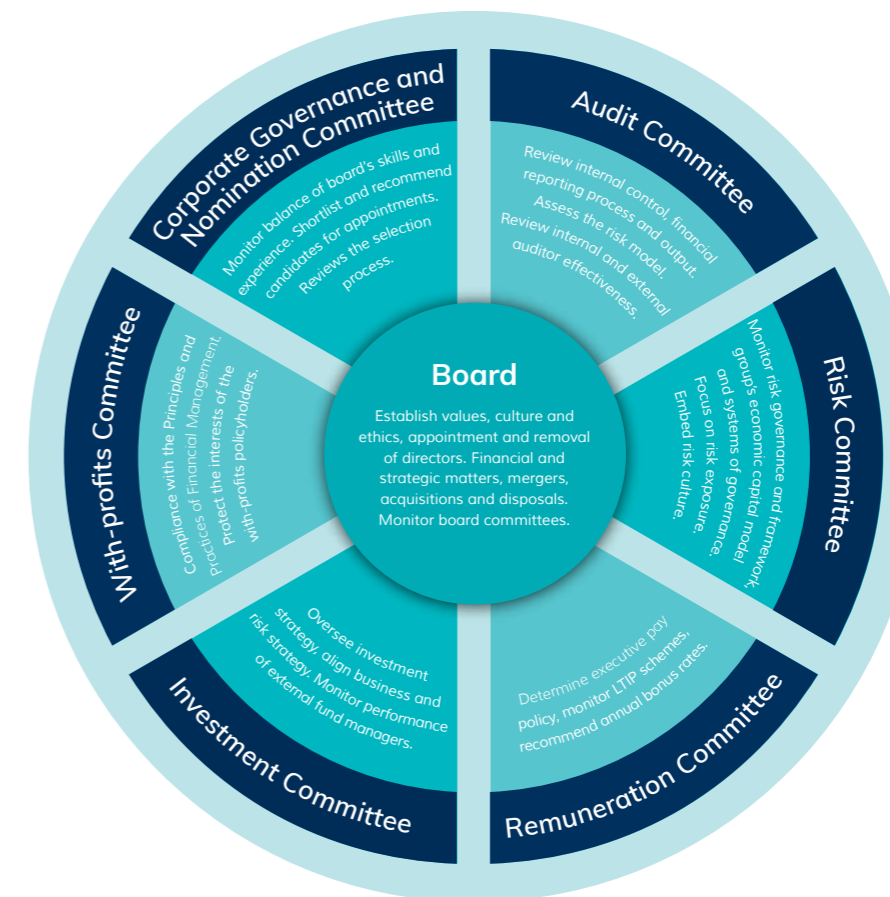 Corporate Governance and
Nomination Committee
Monitor balance of board's skills and
experience. Shortlist and recommend
candidates for appointments.
Reviews the selection
process.
Audit Committee
Review internal control, financial
reporting process and output.
Assess the risk model.
Review internal and external
auditor effectiveness.
Risk Committee
Monitor risk governance and framework,
group's economic capital model
and systems of governance.
Focus on risk exposure.
Embed risk culture.
Remuneration Committee
Determine executive pay
policy, monitor LTIP schemes,
recommend annual bonus rates.
Investment Committee
Oversee investment
strategy, align business and
risk strategy. Monitor performance
of external fund managers.
With-profits Committee
Compliance with the Principles and
Practices of Financial Management.
Protect the interests of the
with-profits policyholders.
Board
Establish values, culture and
ethics, appointment and removal
of directors. Financial and
strategic matters, mergers,
acquisitions and disposals.
Monitor board committees.